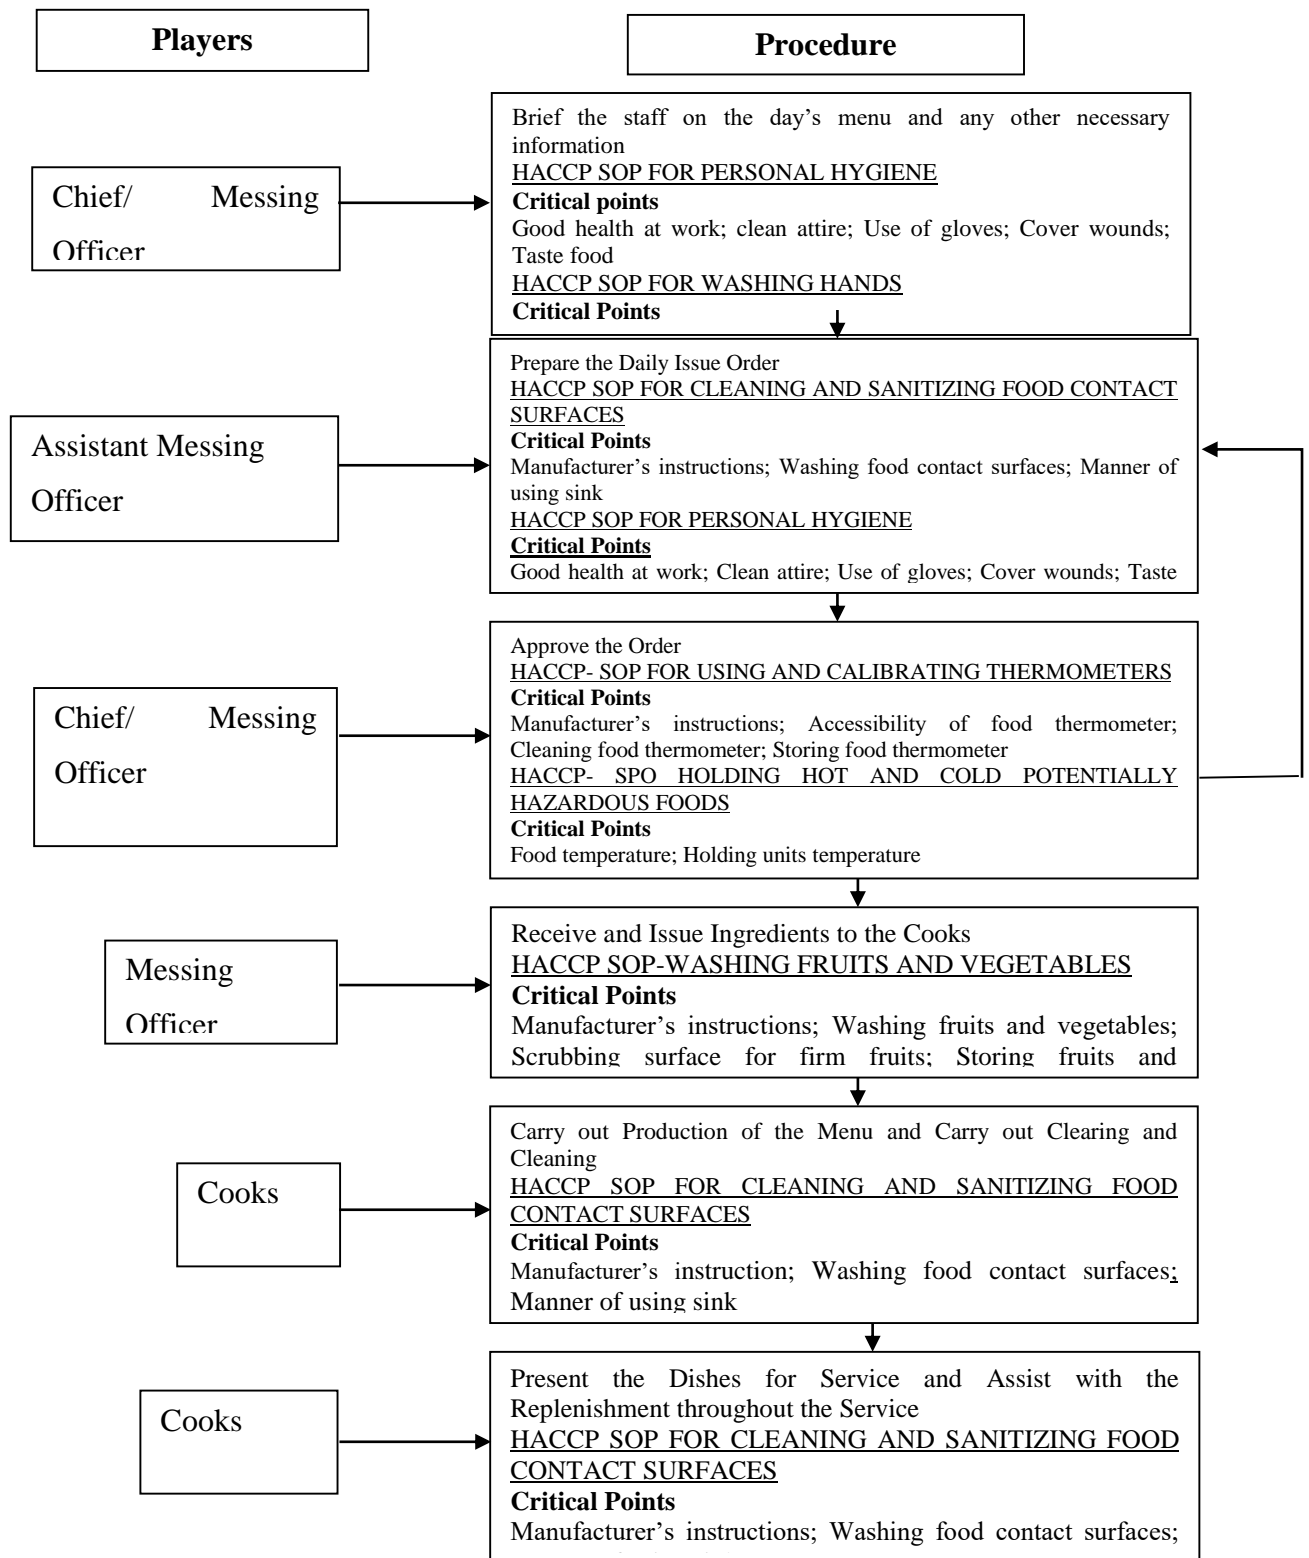 Players
Procedure
Chief/ Messing
Officer
Brief the staff on the day's menu and any other necessary
information
HACCP SOP FOR PERSONAL HYGIENE
Critical points
Good health at work; clean attire; Use of gloves; Cover wounds;
Taste food
HACCP SOP FOR WASHING HANDS
Critical Points
Assistant Messing
Officer
Prepare the Daily Issue Order
HACCP SOP FOR CLEANING AND SANITIZING FOOD CONTACT
SURFACES
Critical Points
Manufacturer's instructions; Washing food contact surfaces; Manner of
using sink
HACCP SOP FOR PERSONAL HYGIENE
Critical Points
Good health at work; Clean attire; Use of gloves; Cover wounds; Taste
Chief/ Messing
Officer
Approve the Order
HACCP- SOP FOR USING AND CALIBRATING THERMOMETERS
Critical Points
Manufacturer's instructions; Accessibility of food thermometer;
Cleaning food thermometer; Storing food thermometer
HACCP- SPO HOLDING HOT AND COLD POTENTIALLY
HAZARDOUS FOODS
Critical Points
Food temperature; Holding units temperature
Messing
Officer
Receive and Issue Ingredients to the Cooks
HACCP SOP-WASHING FRUITS AND VEGETABLES
Critical Points
Manufacturer's instructions; Washing fruits and vegetables;
Scrubbing surface for firm fruits; Storing fruits and
Cooks
Carry out Production of the Menu and Carry out Clearing and
Cleaning
HACCP SOP FOR CLEANING AND SANITIZING FOOD
CONTACT SURFACES
Critical Points
Manufacturer's instruction; Washing food contact surfaces;
Manner of using sink
Cooks
Present the Dishes for Service and Assist with the
Replenishment throughout the Service
HACCP SOP FOR CLEANING AND SANITIZING FOOD
CONTACT SURFACES
Critical Points
Manufacturer's instructions; Washing food contact surfaces;